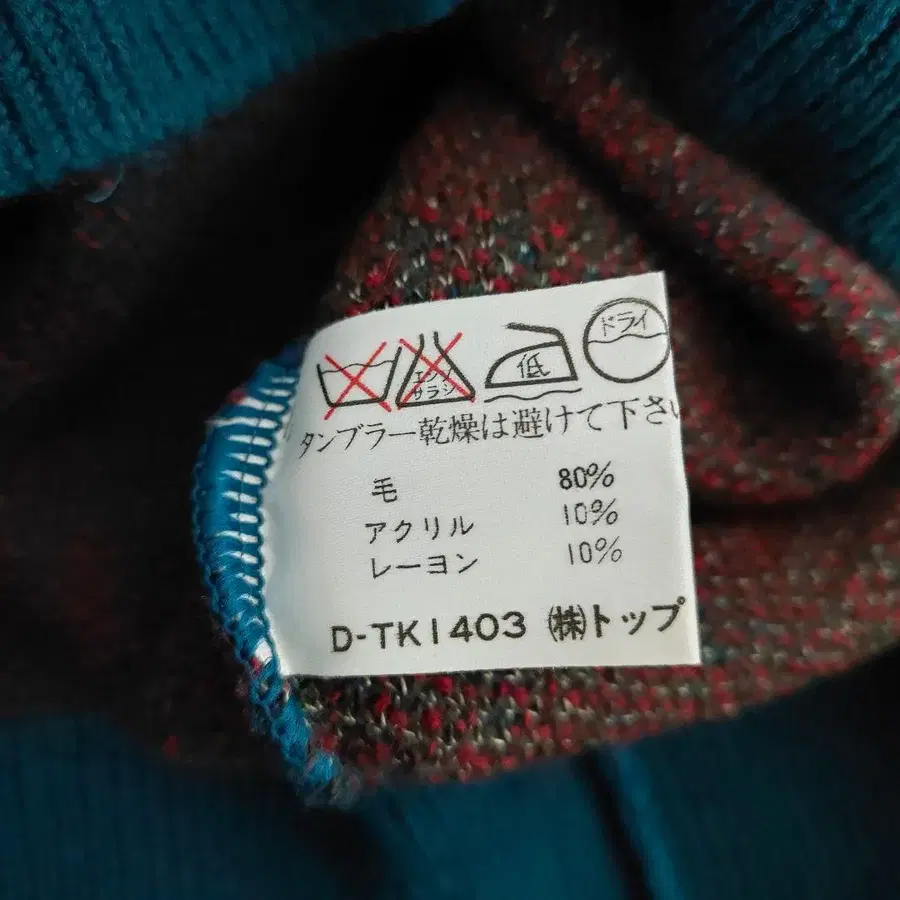 エンソ
サラシ
低
ドライ
タンブラー乾燥は避けて下さい
毛 80%
アクリル 10%
レーヨン 10%
D-TK1403 ㈱トップ